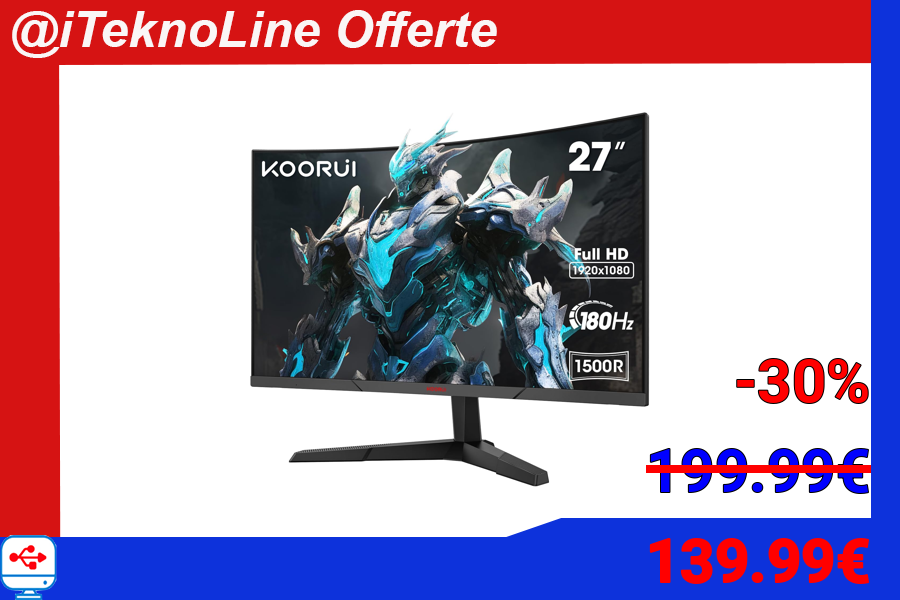 @iTeknoLine Offerte
KOORUI
27"
Full HD
1920x1080
180Hz
1500R
-30%
199.99€
139.99€